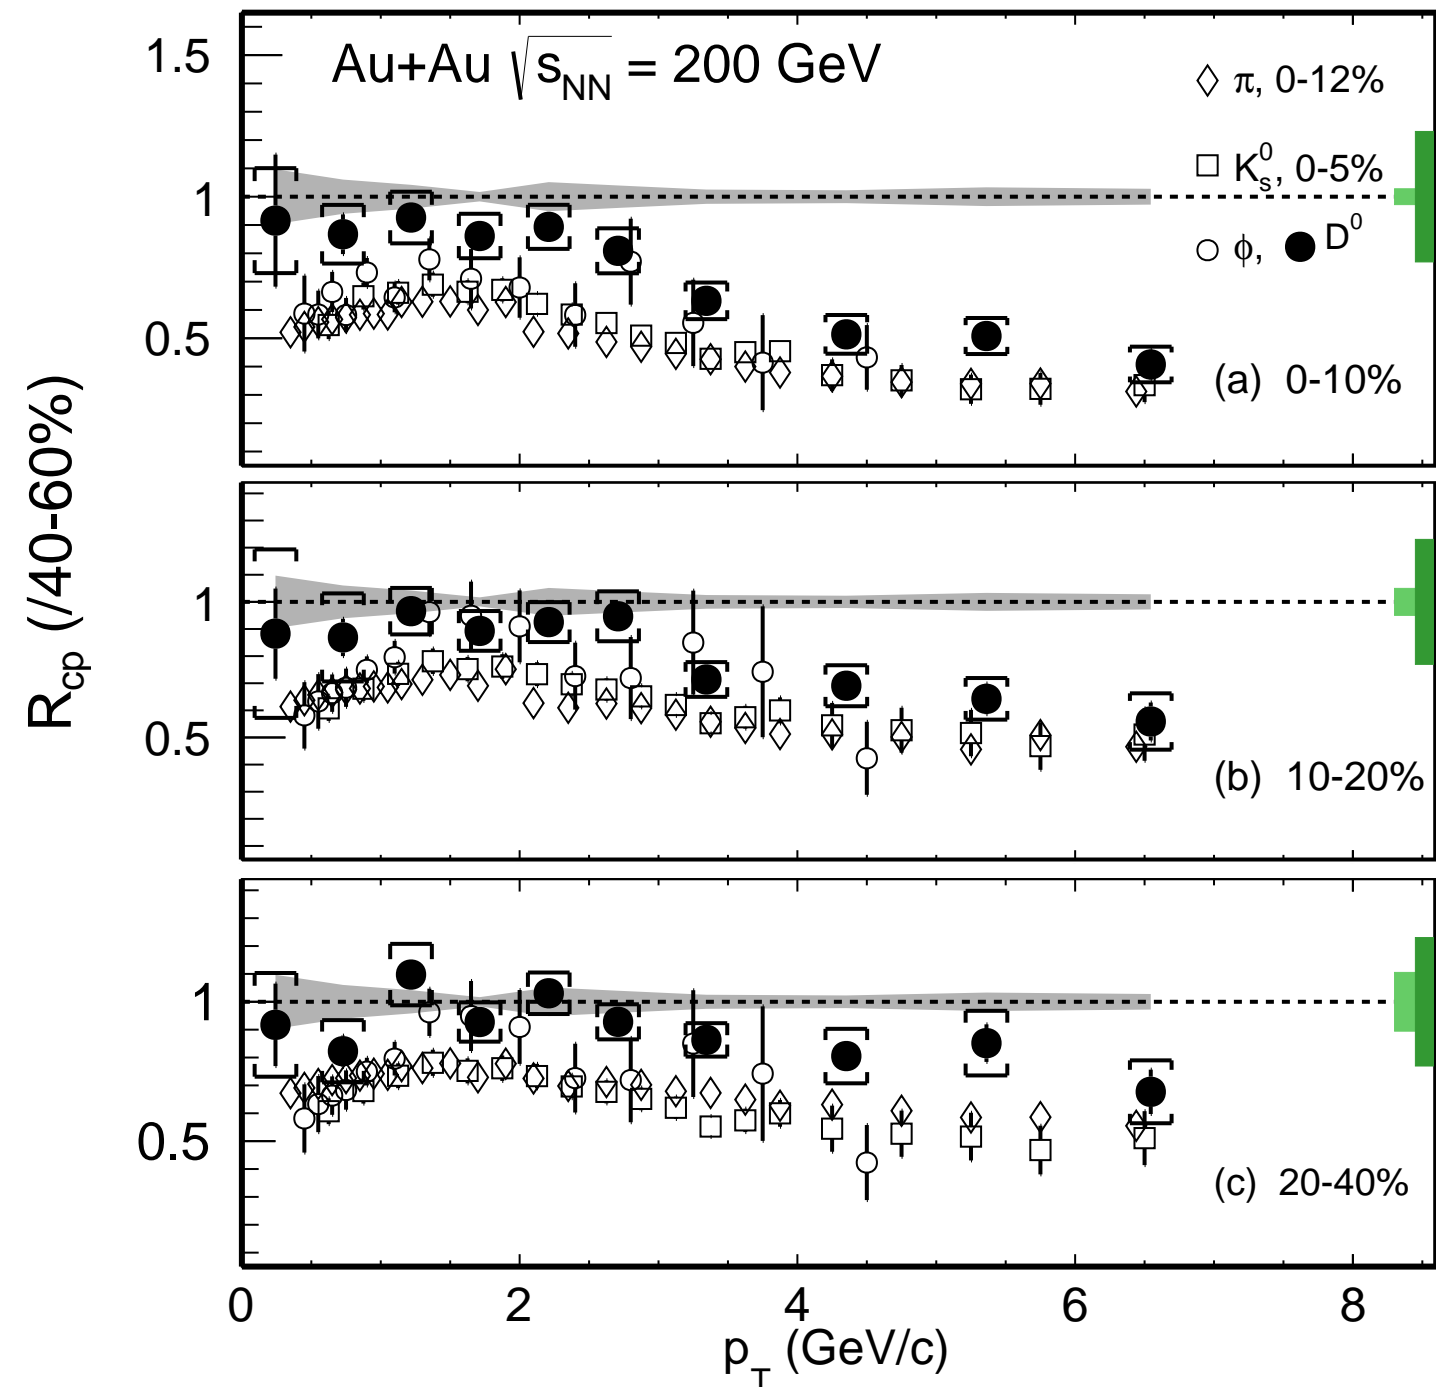 Au+Au √sNN = 200 GeV
π, 0-12%
K0s, 0-5%
ϕ, D0
1.5
1
0.5
(a) 0-10%
Rcp (/40-60%)
1
0.5
(b) 10-20%
1
0.5
(c) 20-40%
0 2 4 6 8
pT (GeV/c)